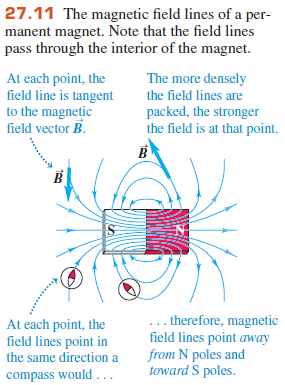 27.11 The magnetic field lines of a per-
manent magnet. Note that the field lines
pass through the interior of the magnet.
At each point, the
field line is tangent
to the magnetic
field vector B⃗.
The more densely
the field lines are
packed, the stronger
the field is at that point.
B⃗
B⃗
S
N
At each point, the
field lines point in
the same direction a
compass would . . .
. . . therefore, magnetic
field lines point away
from N poles and
toward S poles.